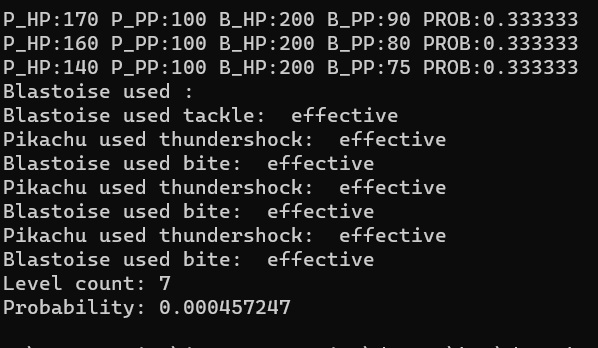 P_HP:170 P_PP:100 B_HP:200 B_PP:90 PROB:0.333333
P_HP:160 P_PP:100 B_HP:200 B_PP:80 PROB:0.333333
P_HP:140 P_PP:100 B_HP:200 B_PP:75 PROB:0.333333
Blastoise used :
Blastoise used tackle:  effective
Pikachu used thundershock:  effective
Blastoise used bite:  effective
Pikachu used thundershock:  effective
Blastoise used bite:  effective
Pikachu used thundershock:  effective
Blastoise used bite:  effective
Level count: 7
Probability: 0.000457247